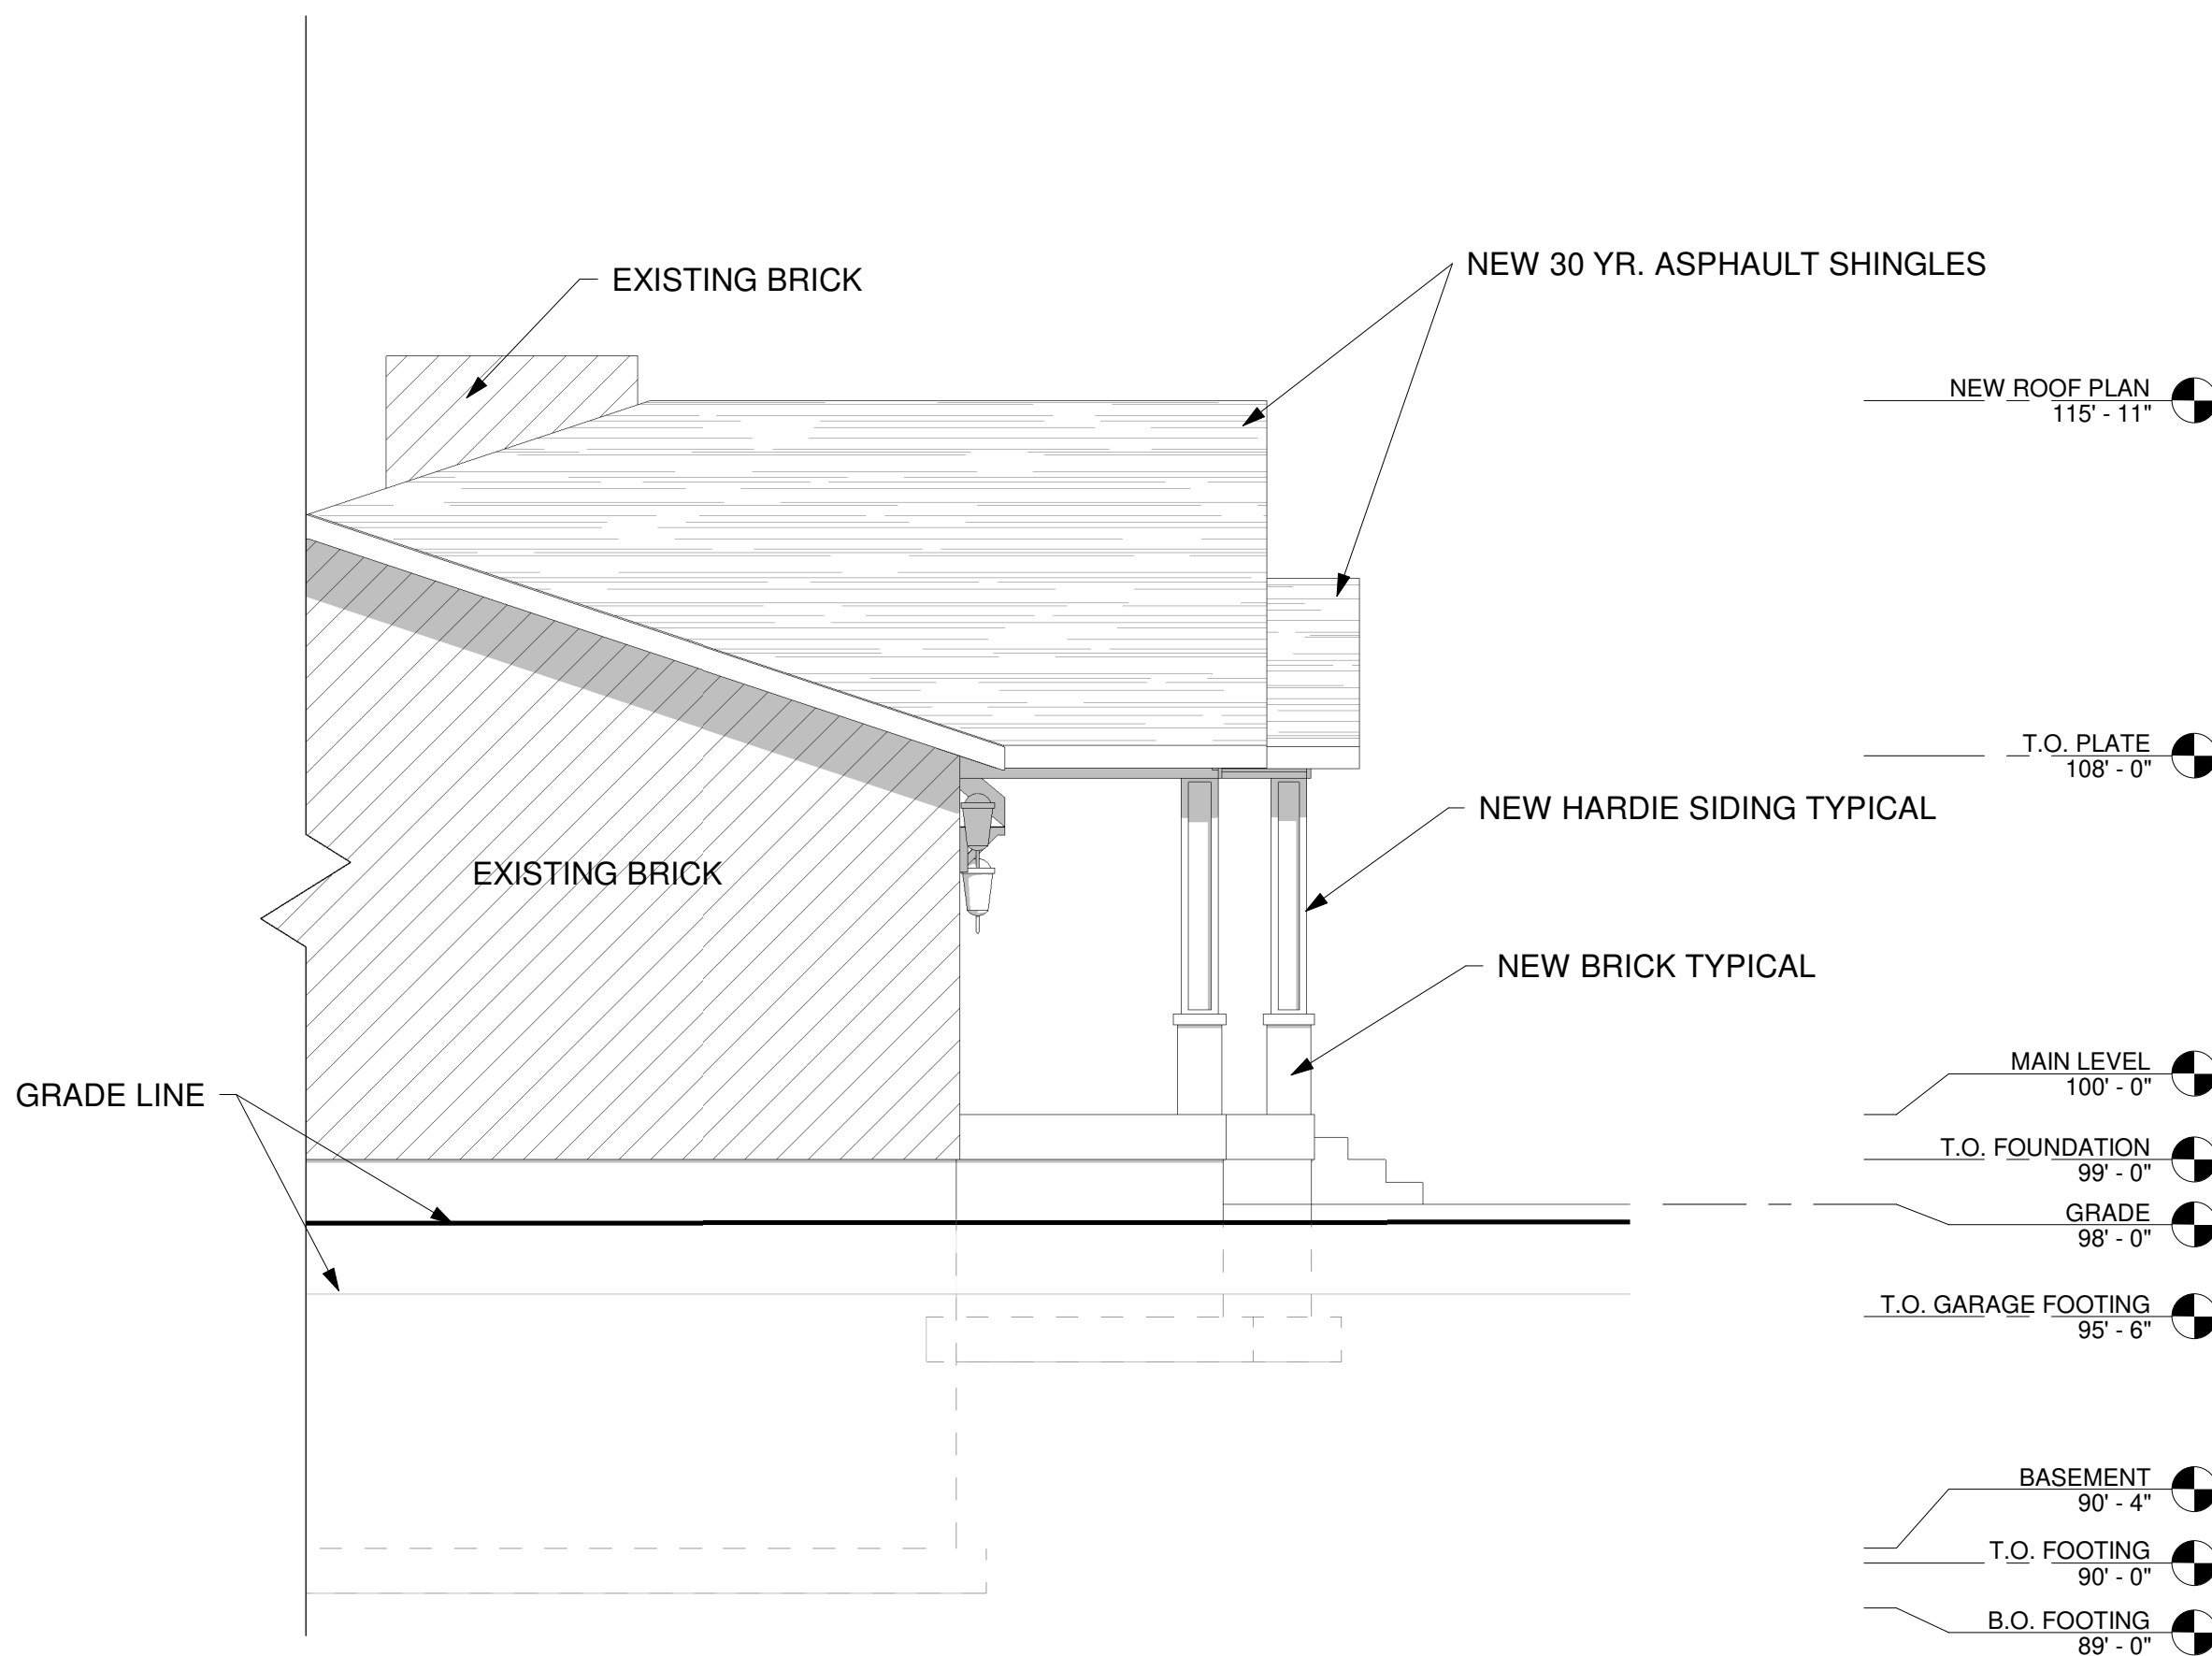 EXISTING BRICK
NEW 30 YR. ASPHAULT SHINGLES
NEW ROOF PLAN
115' - 11"
T.O. PLATE
108' - 0"
NEW HARDIE SIDING TYPICAL
EXISTING BRICK
NEW BRICK TYPICAL
MAIN LEVEL
100' - 0"
GRADE LINE
T.O. FOUNDATION
99' - 0"
GRADE
98' - 0"
T.O. GARAGE FOOTING
95' - 6"
BASEMENT
90' - 4"
T.O. FOOTING
90' - 0"
B.O. FOOTING
89' - 0"